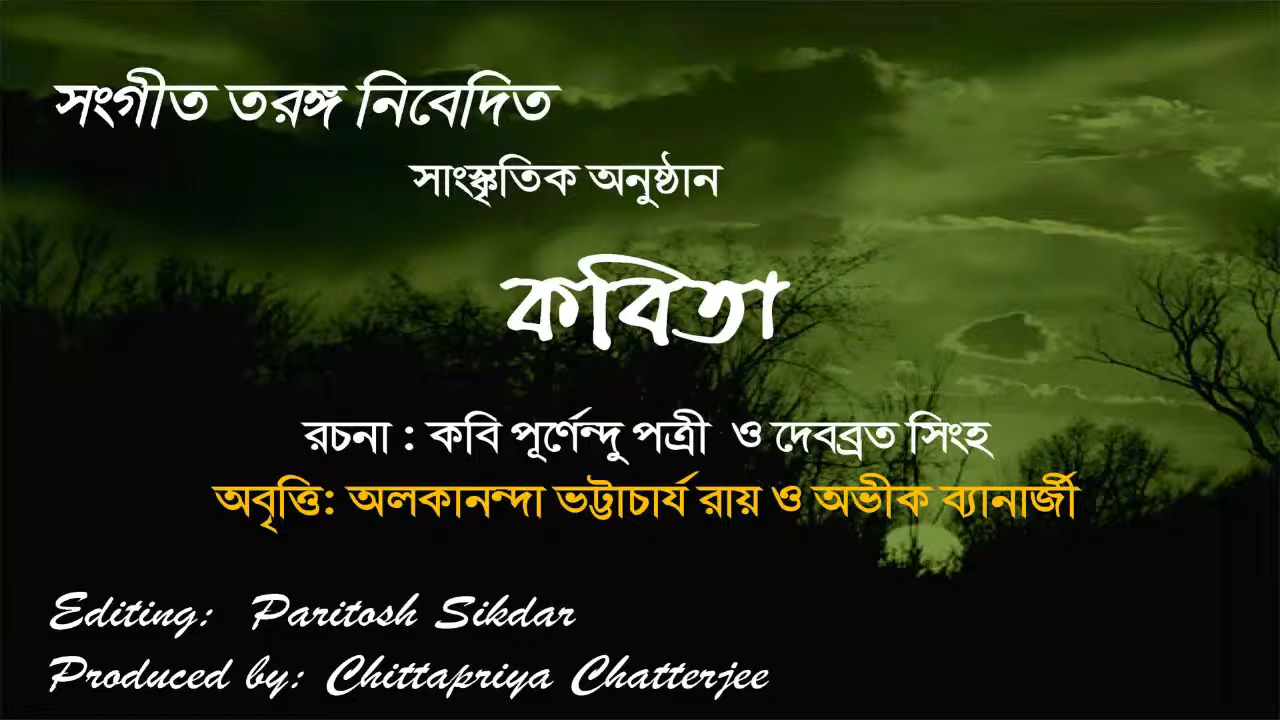 সংগীত তরঙ্গ নিবেদিত
সাংস্কৃতিক অনুষ্ঠান
কবিতা
রচনা : কবি পূর্ণেন্দু পত্রী ও দেবব্রত সিংহ
অবৃত্তি: অলকানন্দা ভট্টাচার্য রায় ও অভীক ব্যানার্জী
Editing: Paritosh Sikdar
Produced by: Chittapriya Chatterjee